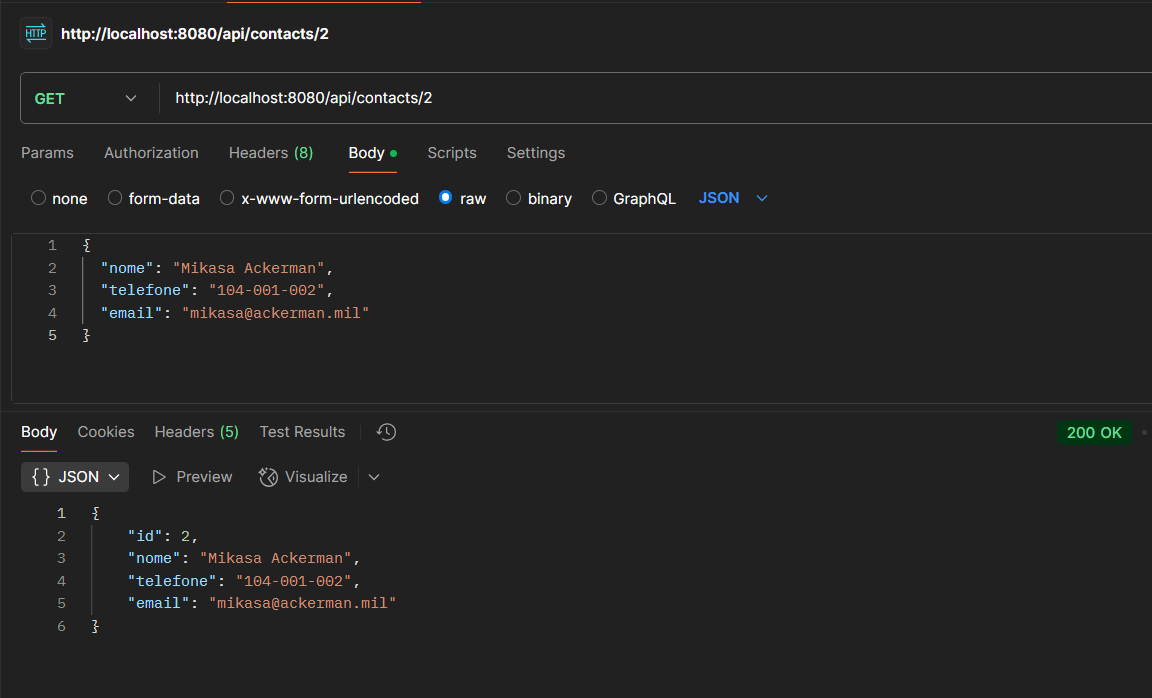 HTTP http://localhost:8080/api/contacts/2
GET http://localhost:8080/api/contacts/2
Params Authorization Headers (8) Body Scripts Settings
none form-data x-www-form-urlencoded raw binary GraphQL JSON
1 {
2 "nome": "Mikasa Ackerman",
3 "telefone": "104-001-002",
4 "email": "mikasa@ackerman.mil"
5 }
Body Cookies Headers (5) Test Results 200 OK
{} JSON Preview Visualize
1 {
2 "id": 2,
3 "nome": "Mikasa Ackerman",
4 "telefone": "104-001-002",
5 "email": "mikasa@ackerman.mil"
6 }